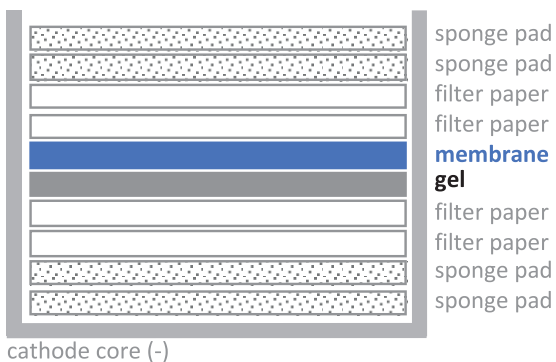 sponge pad
sponge pad
filter paper
filter paper
membrane
gel
filter paper
filter paper
sponge pad
sponge pad
cathode core (-)